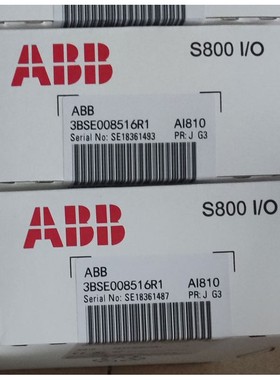 ABB
S800 I/O
ABB
3BSE008516R1 AI810
Serial No: SE18361493 PR: J G3
ABB
S800 I/O
ABB
3BSE008516R1 AI810
Serial No: SE18361487 PR: J G3